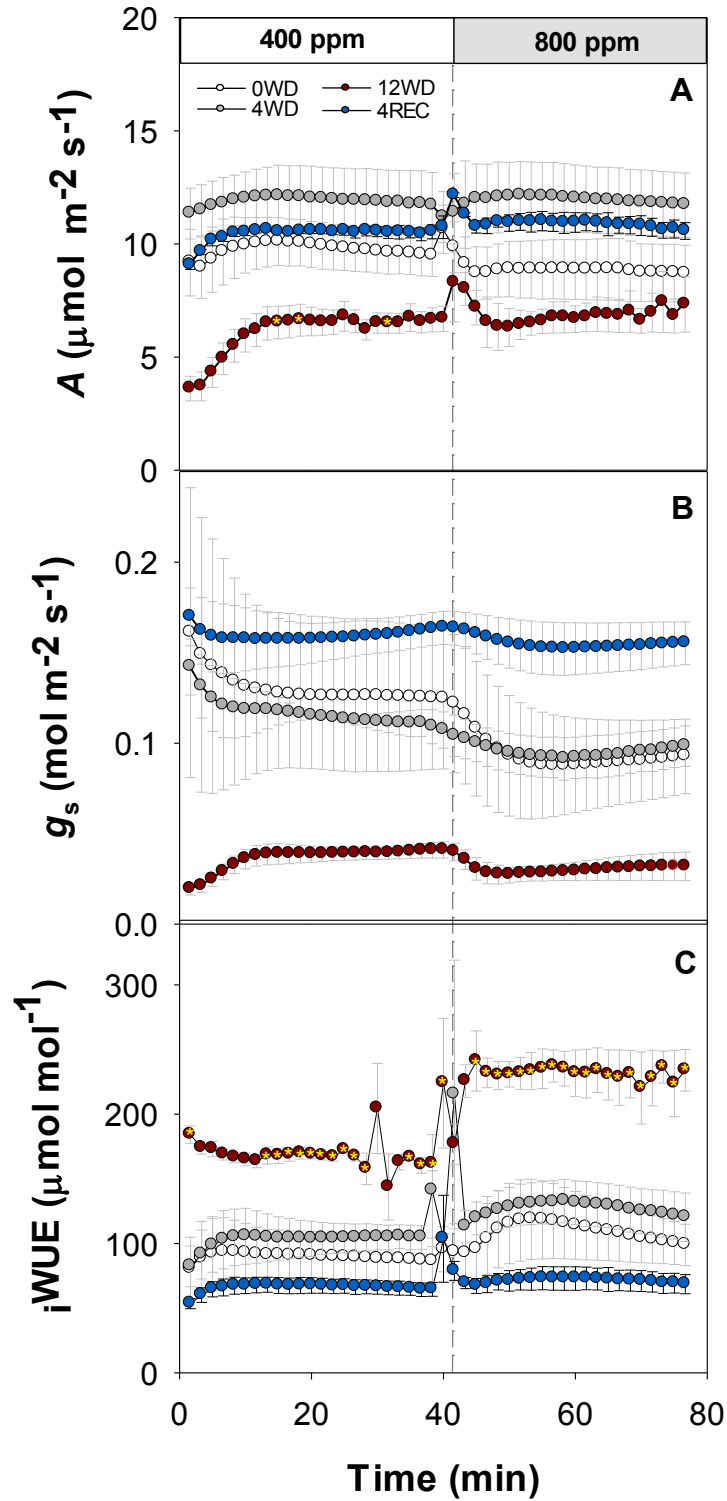 400 ppm 800 ppm
0WD 12WD
4WD 4REC
A
20
15
10
5
0
A (μmol m-2 s-1)
B
0.2
0.1
0.0
gs (mol m-2 s-1)
C
300
200
100
0
iWUE (μmol mol-1)
0 20 40 60 80
Time (min)